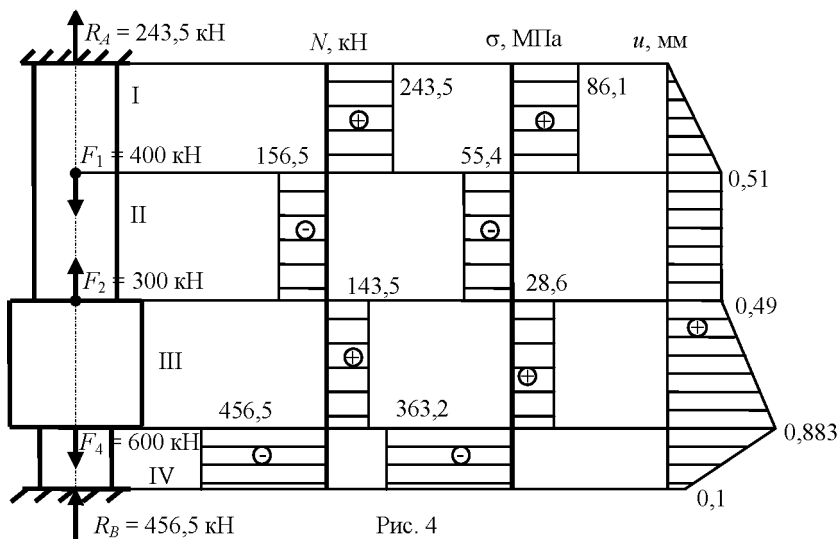 R_A = 243,5 кН
N, кН
σ, МПа
u, мм
I
243,5
86,1
F_1 = 400 кН
156,5
55,4
0,51
II
F_2 = 300 кН
143,5
28,6
0,49
III
456,5
363,2
0,883
F_4 = 600 кН
IV
0,1
R_B = 456,5 кН
Рис. 4